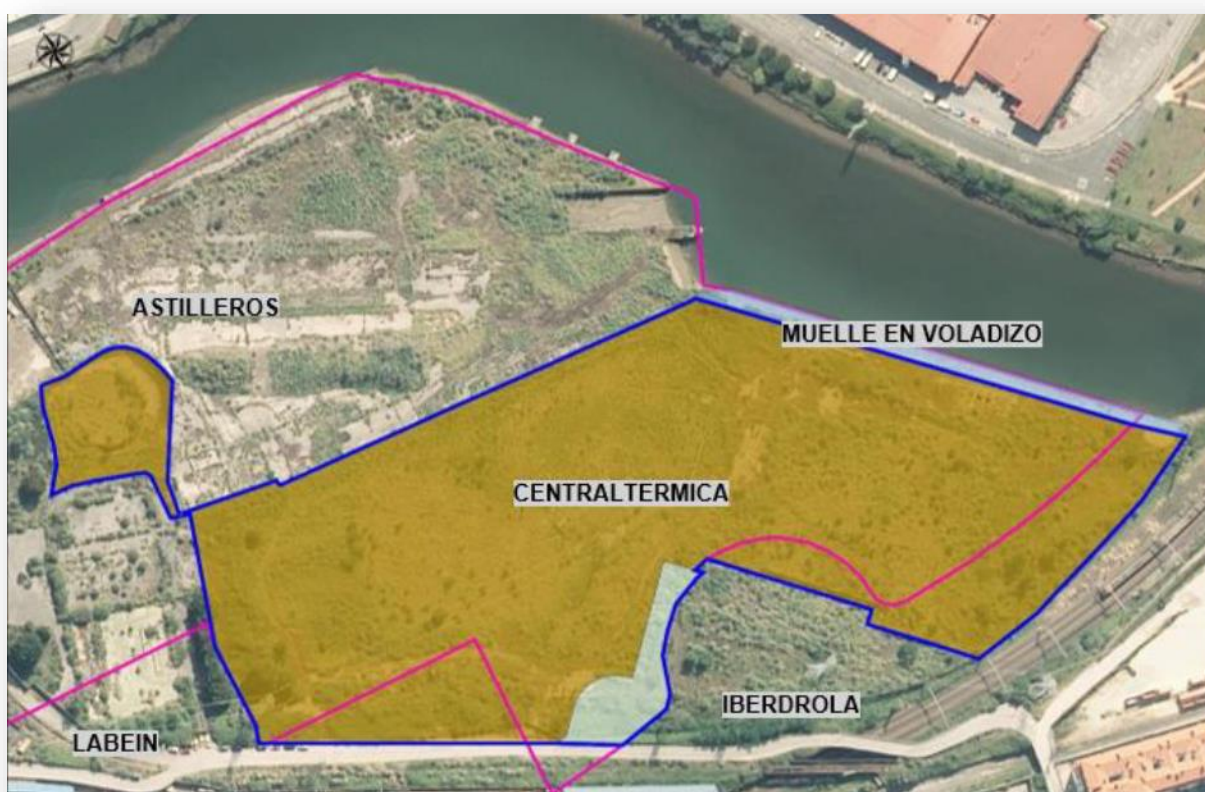 ASTILLEROS
MUELLE EN VOLADIZO
CENTRALTERMICA
IBERDROLA
LABEIN